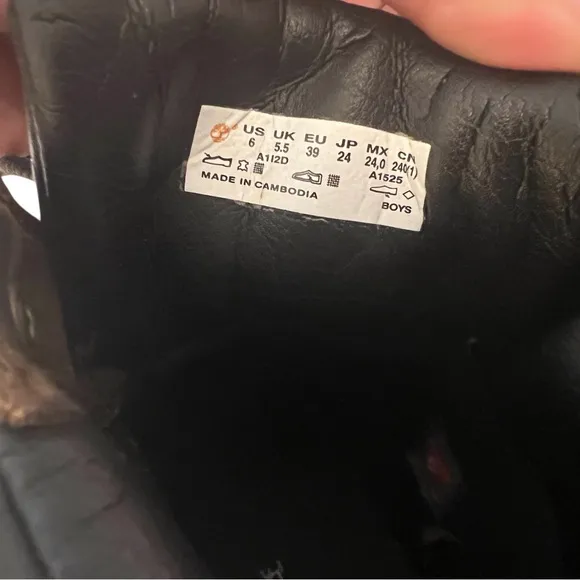 US UK EU JP MX CN
6 5.5 39 24 24,0 240(1)
A1I2D A1525
MADE IN CAMBODIA BOYS